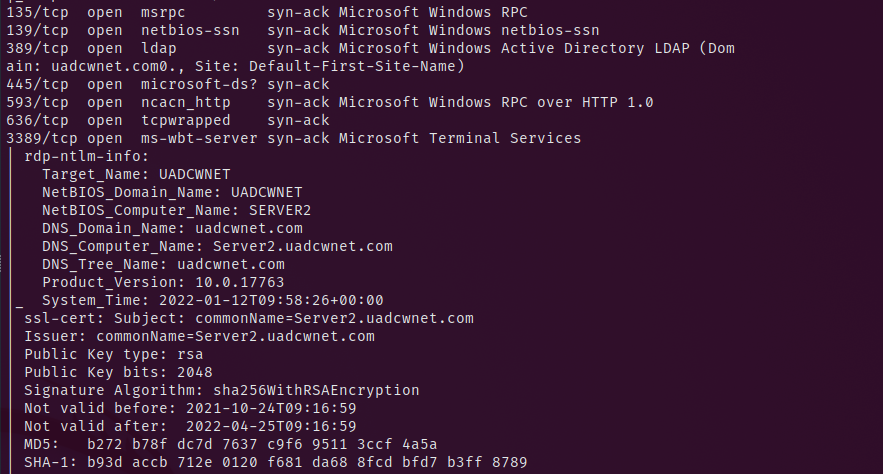 135/tcp  open  msrpc         syn-ack Microsoft Windows RPC
139/tcp  open  netbios-ssn   syn-ack Microsoft Windows netbios-ssn
389/tcp  open  ldap          syn-ack Microsoft Windows Active Directory LDAP (Dom
ain: uadcwnet.com0., Site: Default-First-Site-Name)
445/tcp  open  microsoft-ds? syn-ack
593/tcp  open  ncacn_http    syn-ack Microsoft Windows RPC over HTTP 1.0
636/tcp  open  tcpwrapped    syn-ack
3389/tcp open  ms-wbt-server syn-ack Microsoft Terminal Services
| rdp-ntlm-info:
|   Target_Name: UADCWNET
|   NetBIOS_Domain_Name: UADCWNET
|   NetBIOS_Computer_Name: SERVER2
|   DNS_Domain_Name: uadcwnet.com
|   DNS_Computer_Name: Server2.uadcwnet.com
|   DNS_Tree_Name: uadcwnet.com
|   Product_Version: 10.0.17763
|_  System_Time: 2022-01-12T09:58:26+00:00
| ssl-cert: Subject: commonName=Server2.uadcwnet.com
| Issuer: commonName=Server2.uadcwnet.com
| Public Key type: rsa
| Public Key bits: 2048
| Signature Algorithm: sha256WithRSAEncryption
| Not valid before: 2021-10-24T09:16:59
| Not valid after:  2022-04-25T09:16:59
| MD5:   b272 b78f dc7d 7637 c9f6 9511 3ccf 4a5a
| SHA-1: b93d accb 712e 0120 f681 da68 8fcd bfd7 b3ff 8789